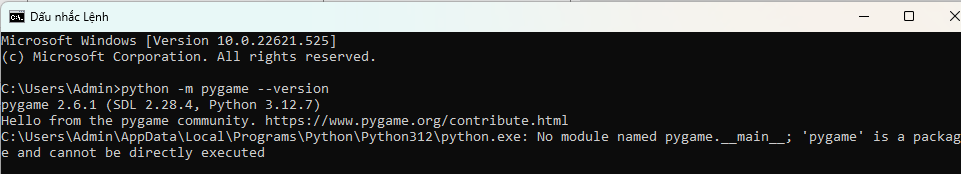 Dấu nhắc Lệnh
Microsoft Windows [Version 10.0.22621.525]
(c) Microsoft Corporation. All rights reserved.
C:\Users\Admin>python -m pygame --version
pygame 2.6.1 (SDL 2.28.4, Python 3.12.7)
Hello from the pygame community. https://www.pygame.org/contribute.html
C:\Users\Admin\AppData\Local\Programs\Python\Python312\python.exe: No module named pygame.__main__; 'pygame' is a packag
e and cannot be directly executed